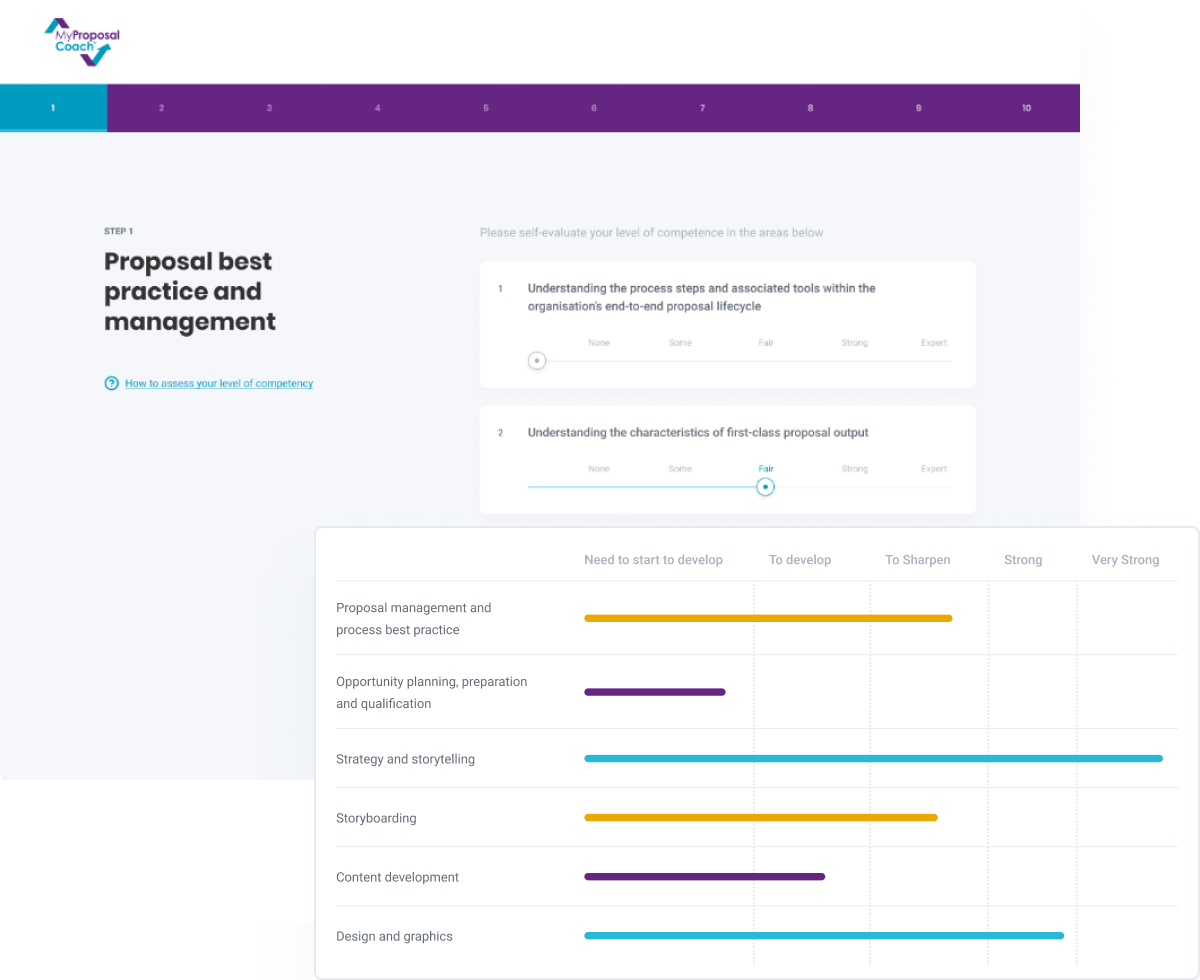 MyProposal
Coach™
1 2 3 4 5 6 7 8 9 10
STEP 1
Proposal best
practice and
management
? How to assess your level of competency
Please self-evaluate your level of competence in the areas below
1 Understanding the process steps and associated tools within the
organisation's end-to-end proposal lifecycle
None Some Fair Strong Expert
2 Understanding the characteristics of first-class proposal output
None Some Fair Strong Expert
Need to start to develop To develop To Sharpen Strong Very Strong
Proposal management and
process best practice
Opportunity planning, preparation
and qualification
Strategy and storytelling
Storyboarding
Content development
Design and graphics